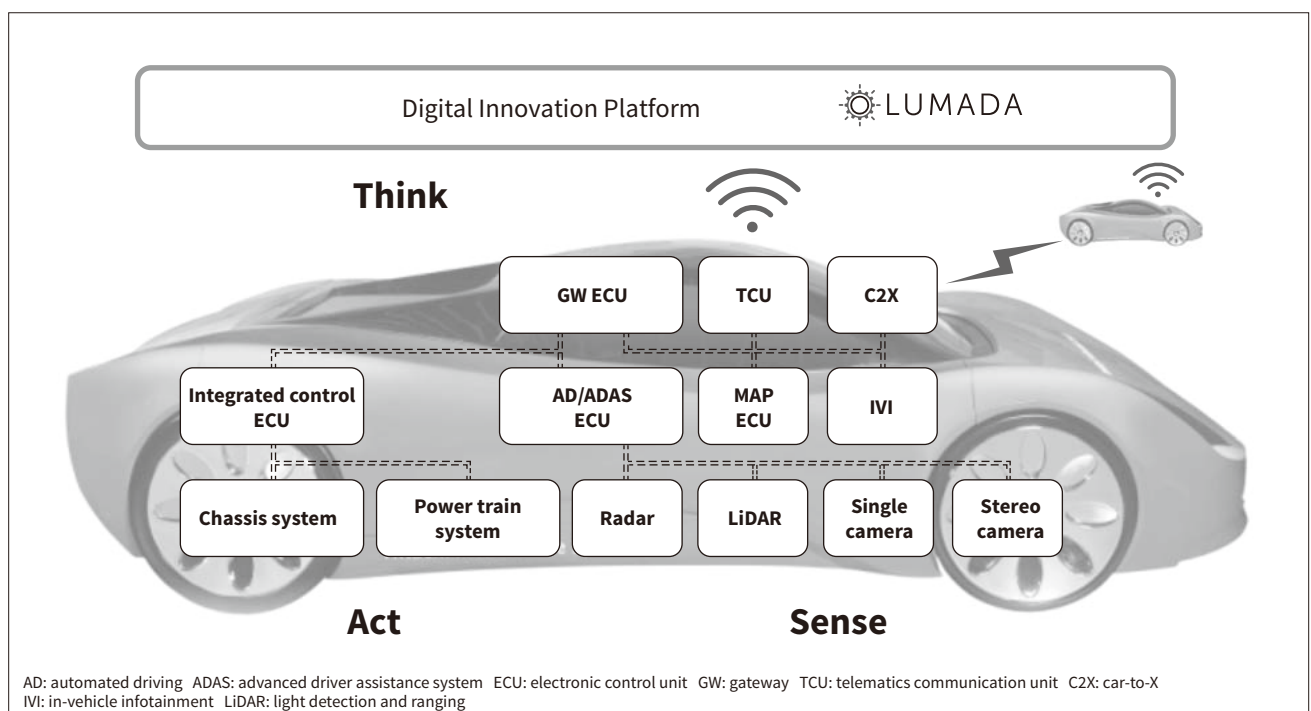 Digital Innovation Platform
LUMADA
Think
GW ECU
TCU
C2X
Integrated control
ECU
AD/ADAS
ECU
MAP
ECU
IVI
Chassis system
Power train
system
Radar
LiDAR
Single
camera
Stereo
camera
Act
Sense
AD: automated driving ADAS: advanced driver assistance system ECU: electronic control unit GW: gateway TCU: telematics communication unit C2X: car-to-X
IVI: in-vehicle infotainment LiDAR: light detection and ranging